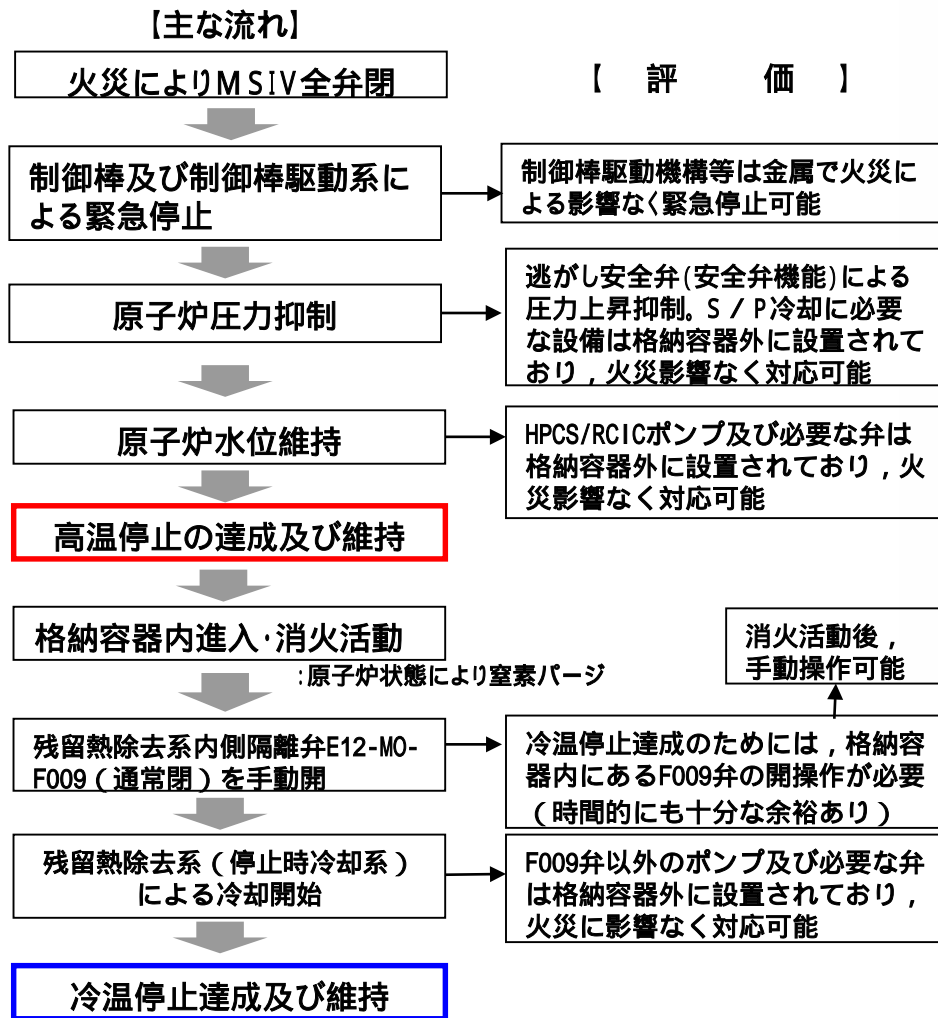 【主な流れ】
火災によりMSIV全弁閉
【 評 価 】
制御棒及び制御棒駆動系に
よる緊急停止
制御棒駆動機構等は金属で火災に
よる影響なく緊急停止可能
原子炉圧力抑制
逃がし安全弁(安全弁機能)による
圧力上昇抑制。S/P冷却に必要
な設備は格納容器外に設置されて
おり,火災影響なく対応可能
原子炉水位維持
HPCS/RCICポンプ及び必要な弁は
格納容器外に設置されており,火
災影響なく対応可能
高温停止の達成及び維持
格納容器内進入・消火活動
:原子炉状態により窒素パージ
消火活動後,
手動操作可能
残留熱除去系内側隔離弁E12-MO-
F009(通常閉)を手動開
冷温停止達成のためには,格納容
器内にあるF009弁の開操作が必要
(時間的にも十分な余裕あり)
残留熱除去系(停止時冷却系)
による冷却開始
F009弁以外のポンプ及び必要な弁
は格納容器外に設置されており,
火災に影響なく対応可能
冷温停止達成及び維持